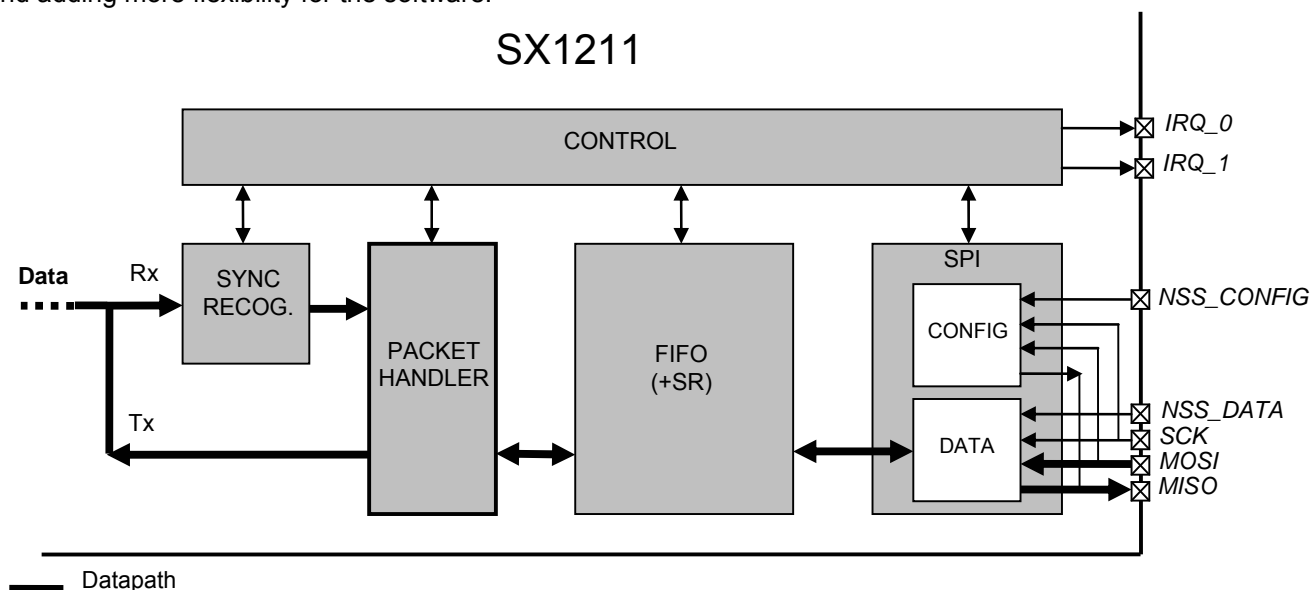 nd adding more flexibility for the software.
SX1211
CONTROL
IRQ_0
IRQ_1
Data
Rx
SYNC
RECOG.
PACKET
HANDLER
FIFO
(+SR)
SPI
CONFIG
DATA
NSS_CONFIG
NSS_DATA
SCK
MOSI
MISO
Tx
Datapath